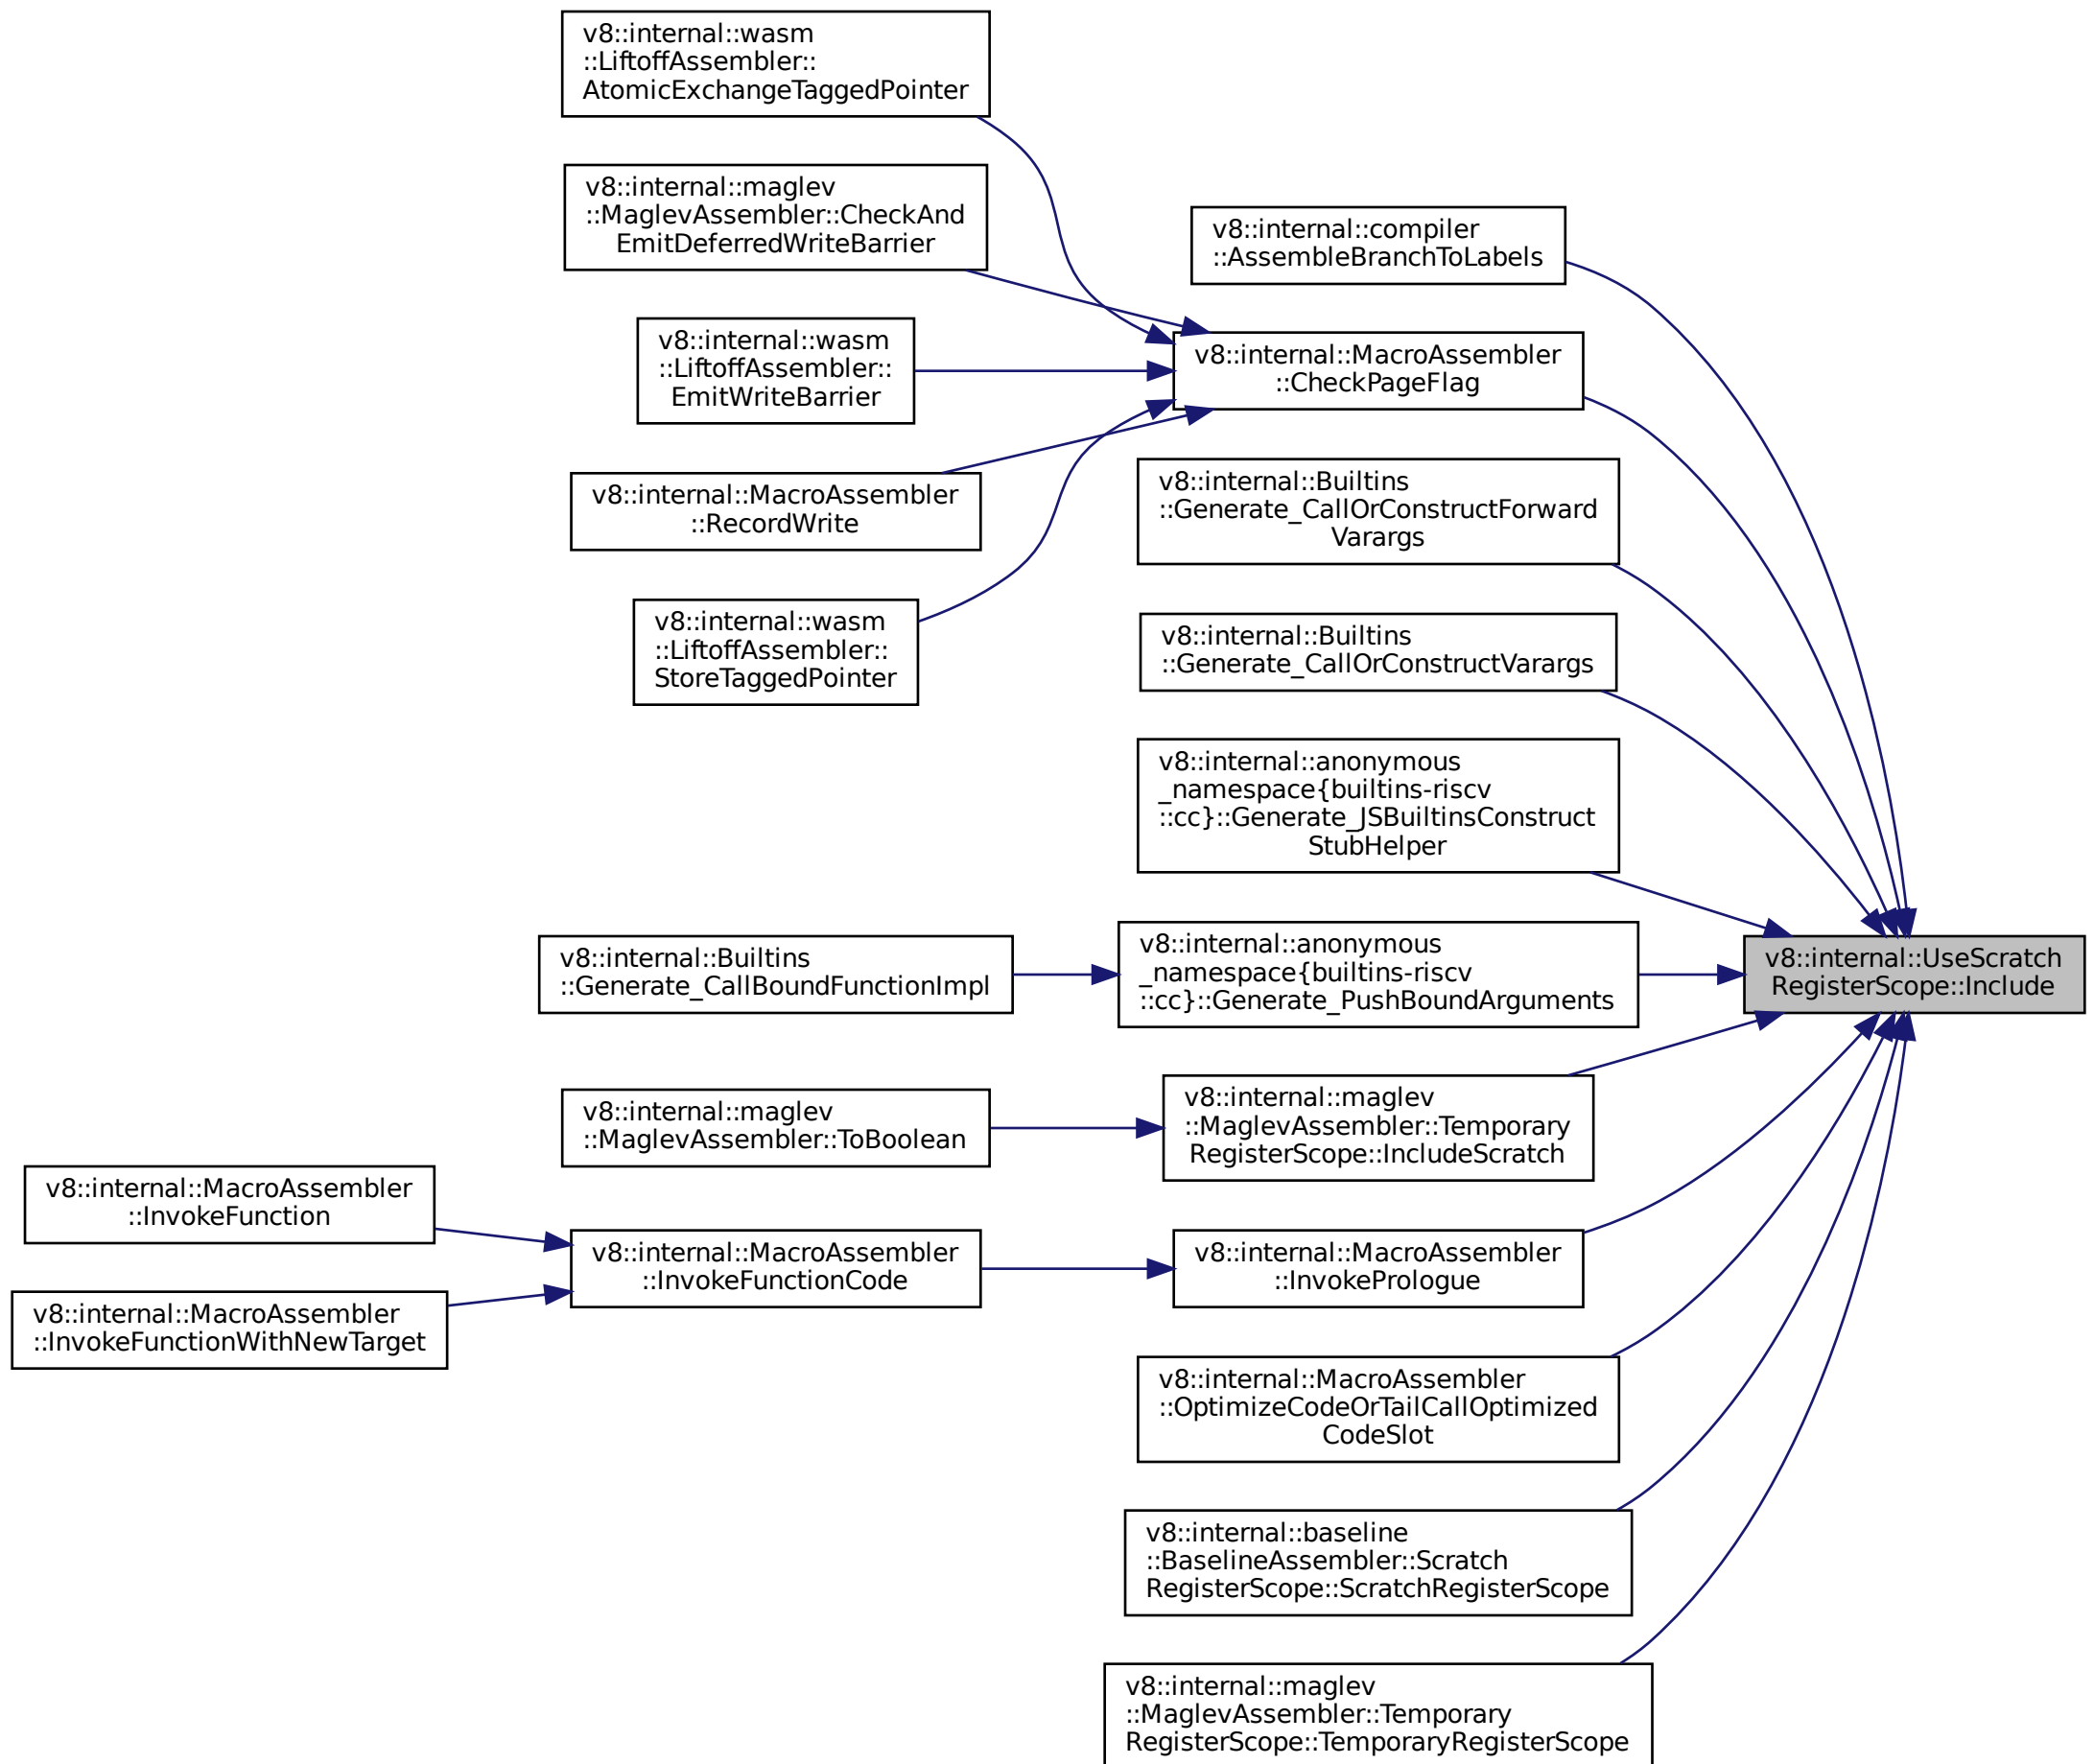 v8::internal::wasm
::LiftoffAssembler::
AtomicExchangeTaggedPointer
v8::internal::maglev
::MaglevAssembler::CheckAnd
EmitDeferredWriteBarrier
v8::internal::compiler
::AssembleBranchToLabels
v8::internal::wasm
::LiftoffAssembler::
EmitWriteBarrier
v8::internal::MacroAssembler
::CheckPageFlag
v8::internal::MacroAssembler
::RecordWrite
v8::internal::Builtins
::Generate_CallOrConstructForward
Varargs
v8::internal::wasm
::LiftoffAssembler::
StoreTaggedPointer
v8::internal::Builtins
::Generate_CallOrConstructVarargs
v8::internal::anonymous
_namespace{builtins-riscv
::cc}::Generate_JSBuiltinsConstruct
StubHelper
v8::internal::Builtins
::Generate_CallBoundFunctionImpl
v8::internal::anonymous
_namespace{builtins-riscv
::cc}::Generate_PushBoundArguments
v8::internal::UseScratch
RegisterScope::Include
v8::internal::maglev
::MaglevAssembler::ToBoolean
v8::internal::maglev
::MaglevAssembler::Temporary
RegisterScope::IncludeScratch
v8::internal::MacroAssembler
::InvokeFunction
v8::internal::MacroAssembler
::InvokeFunctionCode
v8::internal::MacroAssembler
::InvokePrologue
v8::internal::MacroAssembler
::InvokeFunctionWithNewTarget
v8::internal::MacroAssembler
::OptimizeCodeOrTailCallOptimized
CodeSlot
v8::internal::baseline
::BaselineAssembler::Scratch
RegisterScope::ScratchRegisterScope
v8::internal::maglev
::MaglevAssembler::Temporary
RegisterScope::TemporaryRegisterScope